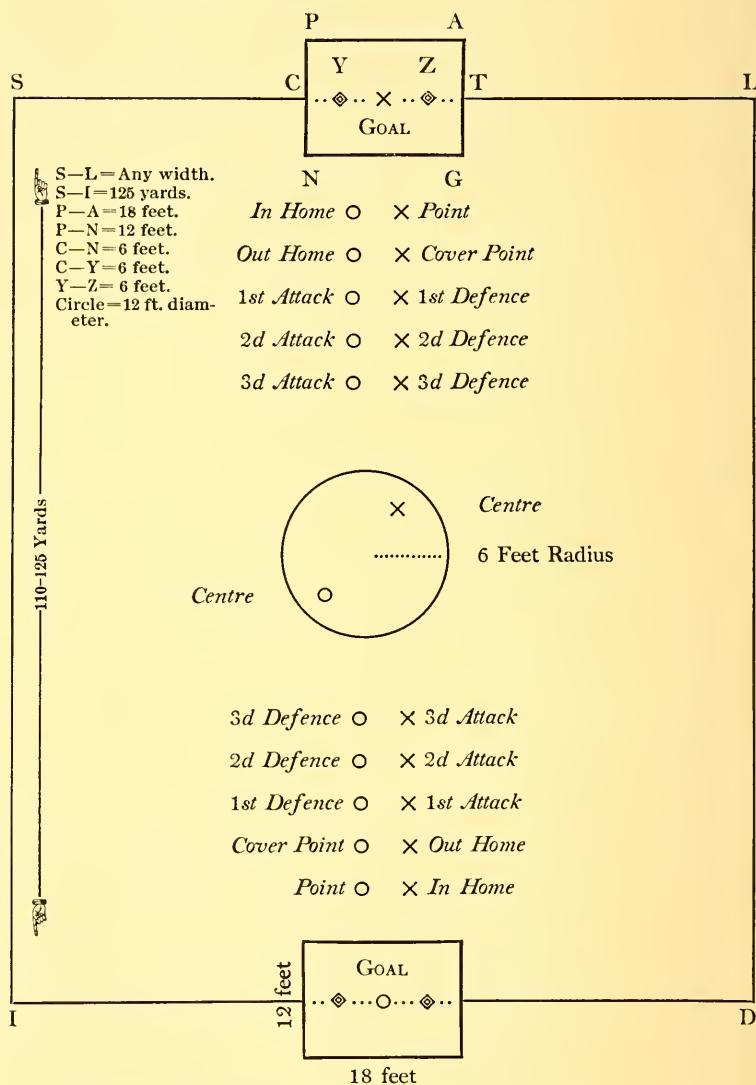 P A
Y Z
S C T L
GOAL
N G
S—L=Any width.
S—I=125 yards.
P—A=18 feet.
P—N=12 feet.
C—N=6 feet.
C—Y=6 feet.
Y—Z=6 feet.
Circle=12 ft. diam-
eter.
In Home O × Point
Out Home O × Cover Point
1st Attack O × 1st Defence
2d Attack O × 2d Defence
3d Attack O × 3d Defence
110-125 Yards
× Centre
6 Feet Radius
Centre O
3d Defence O × 3d Attack
2d Defence O × 2d Attack
1st Defence O × 1st Attack
Cover Point O × Out Home
Point O × In Home
GOAL
12 feet
I D
18 feet